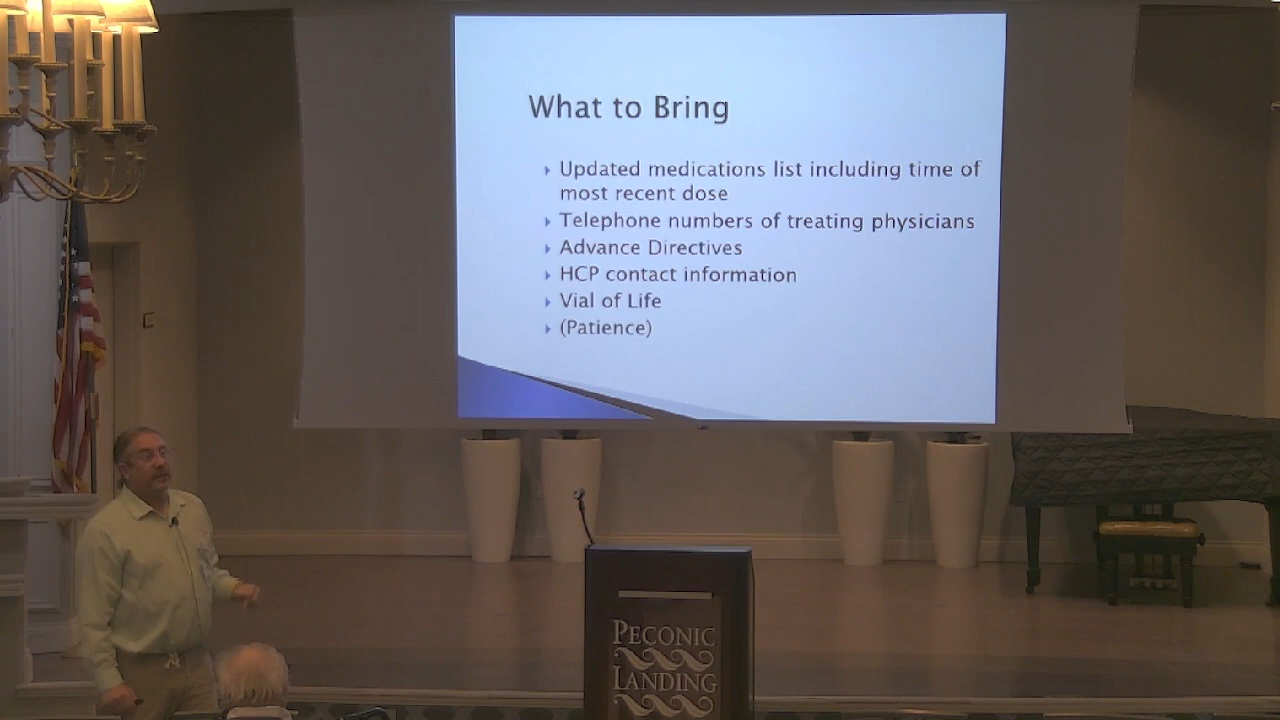 What to Bring
Updated medications list including time of
most recent dose
Telephone numbers of treating physicians
Advance Directives
HCP contact information
Vial of Life
(Patience)
PECONIC
LANDING